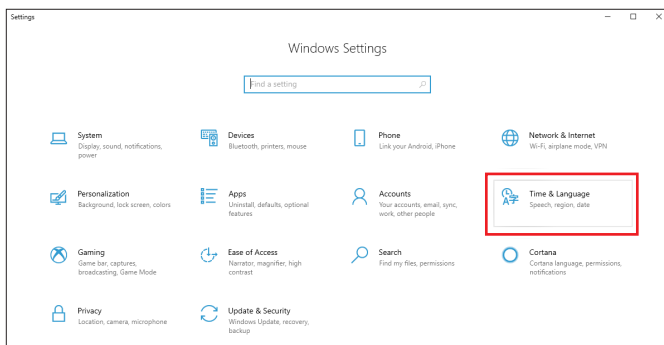 Settings
Windows Settings
Find a setting
System
Display, sound, notifications,
power
Devices
Bluetooth, printers, mouse
Phone
Link your Android, iPhone
Network & Internet
Wi-Fi, airplane mode, VPN
Personalization
Background, lock screen, colors
Apps
Uninstall, defaults, optional
features
Accounts
Your accounts, email, sync,
work, other people
Time & Language
Speech, region, date
Gaming
Game bar, captures,
broadcasting, Game Mode
Ease of Access
Narrator, magnifier, high
contrast
Search
Find my files, permissions
Cortana
Cortana language, permissions,
notifications
Privacy
Location, camera, microphone
Update & Security
Windows Update, recovery,
backup